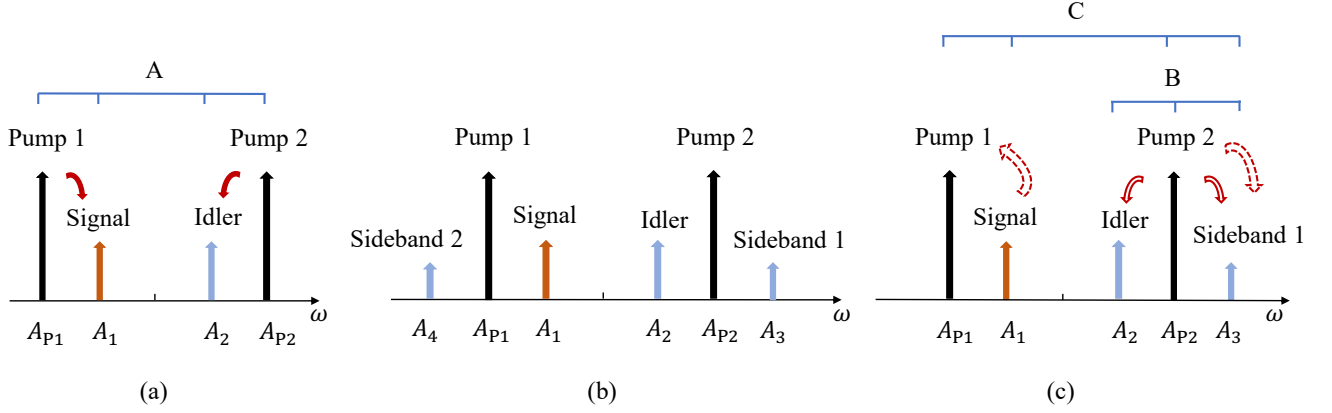 A
Pump 1
Pump 2
Signal
Idler
ω
A_P1
A_1
A_2
A_P2
(a)
Pump 1
Pump 2
Signal
Idler
Sideband 2
Sideband 1
ω
A_4
A_P1
A_1
A_2
A_P2
A_3
(b)
C
B
Pump 1
Pump 2
Signal
Idler
Sideband 1
ω
A_P1
A_1
A_2
A_P2
A_3
(c)